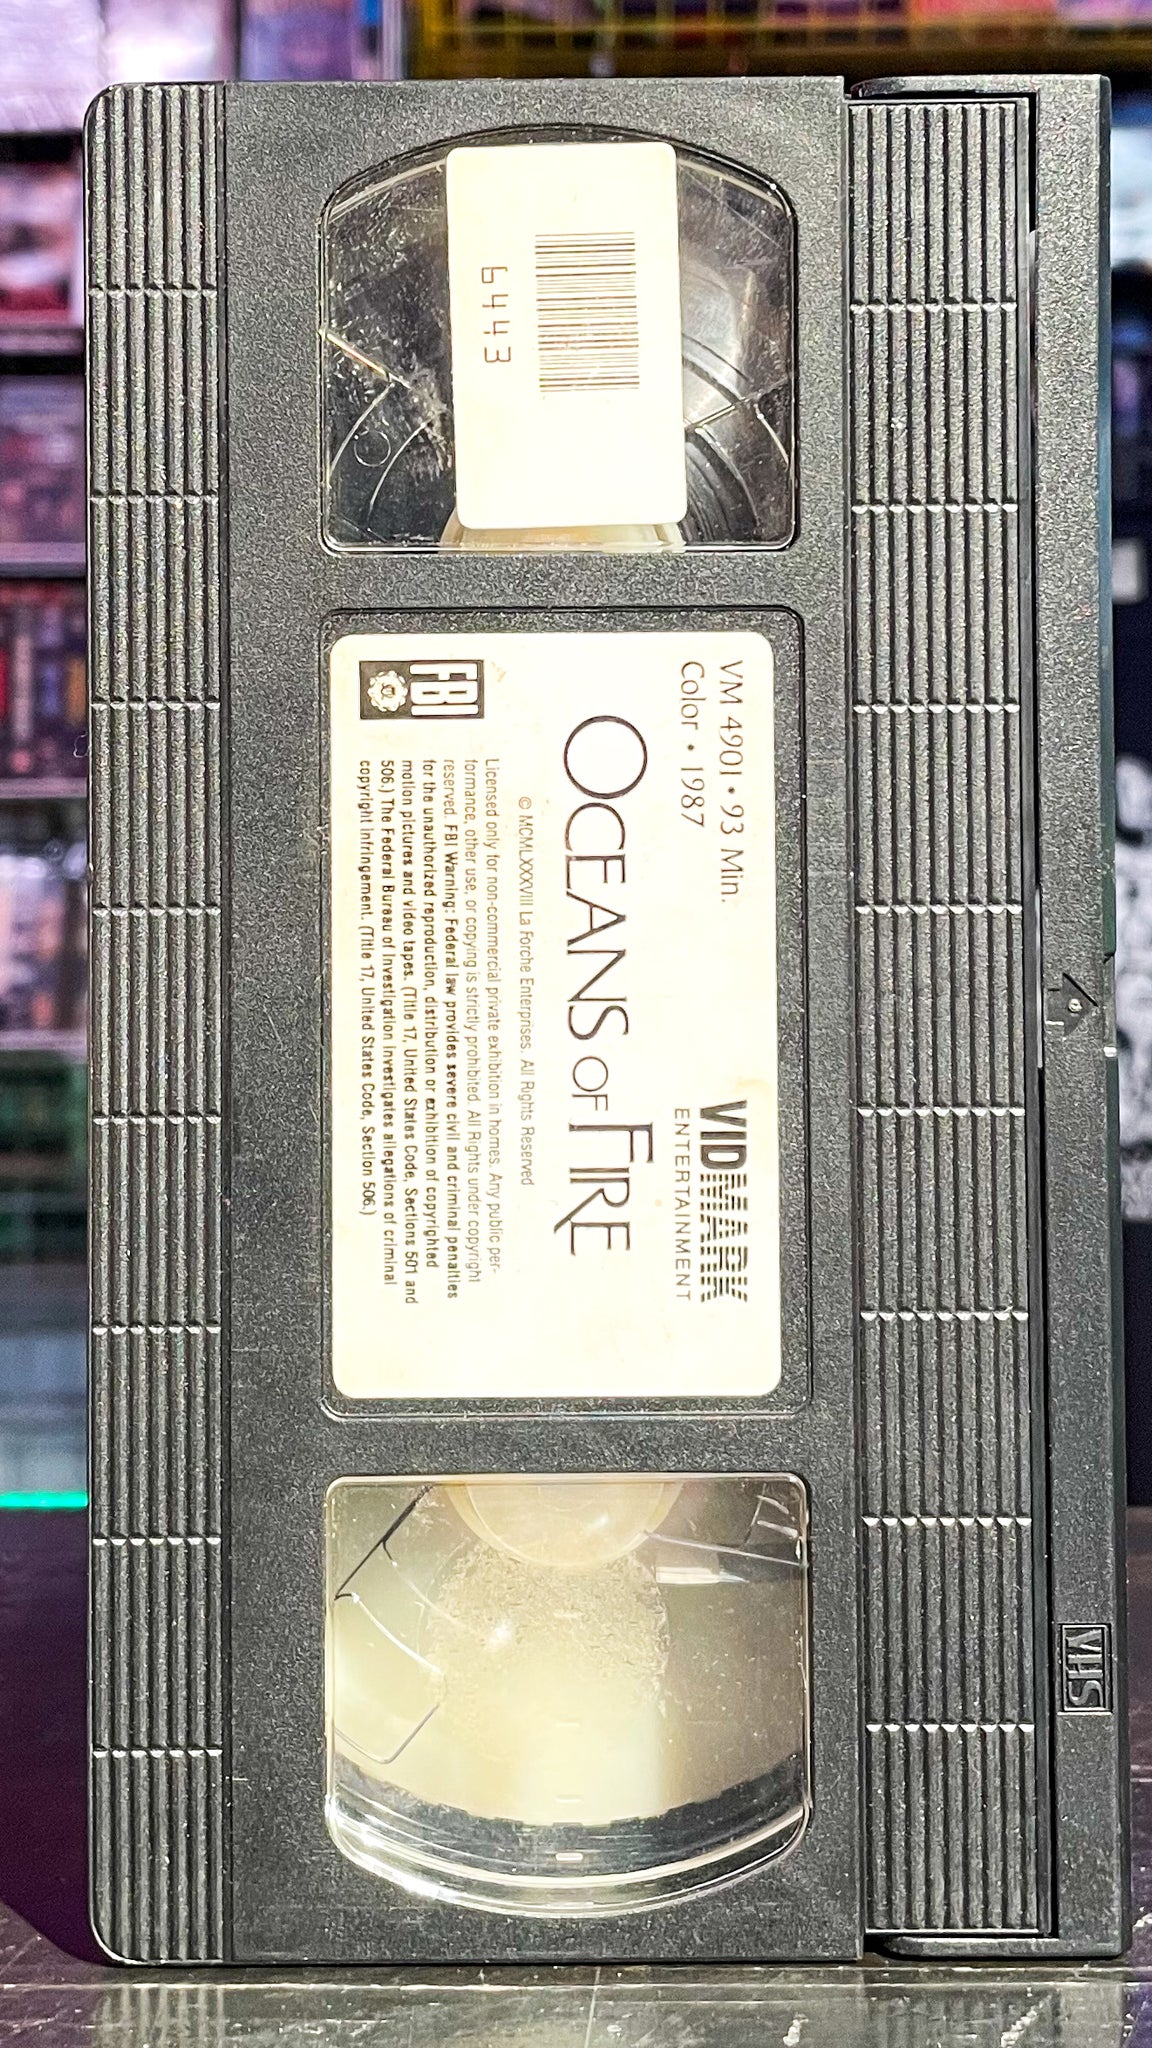 6443
VM 4901 • 93 Min.
Color • 1987
VIDMARK
ENTERTAINMENT
OCEANS OF FIRE
© MCMLXXXVIII La Forche Enterprises. All Rights Reserved
FBI
Licensed only for non-commercial private exhibition in homes. Any public per-
formance, other use, or copying is strictly prohibited. All Rights under copyright
reserved. FBI Warning: Federal law provides severe civil and criminal penalties
for the unauthorized reproduction, distribution or exhibition of copyrighted
motion pictures and video tapes. (Title 17, United States Code, Sections 501 and
506.) The Federal Bureau of Investigation investigates allegations of criminal
copyright infringement. (Title 17, United States Code, Section 506.)
VHS